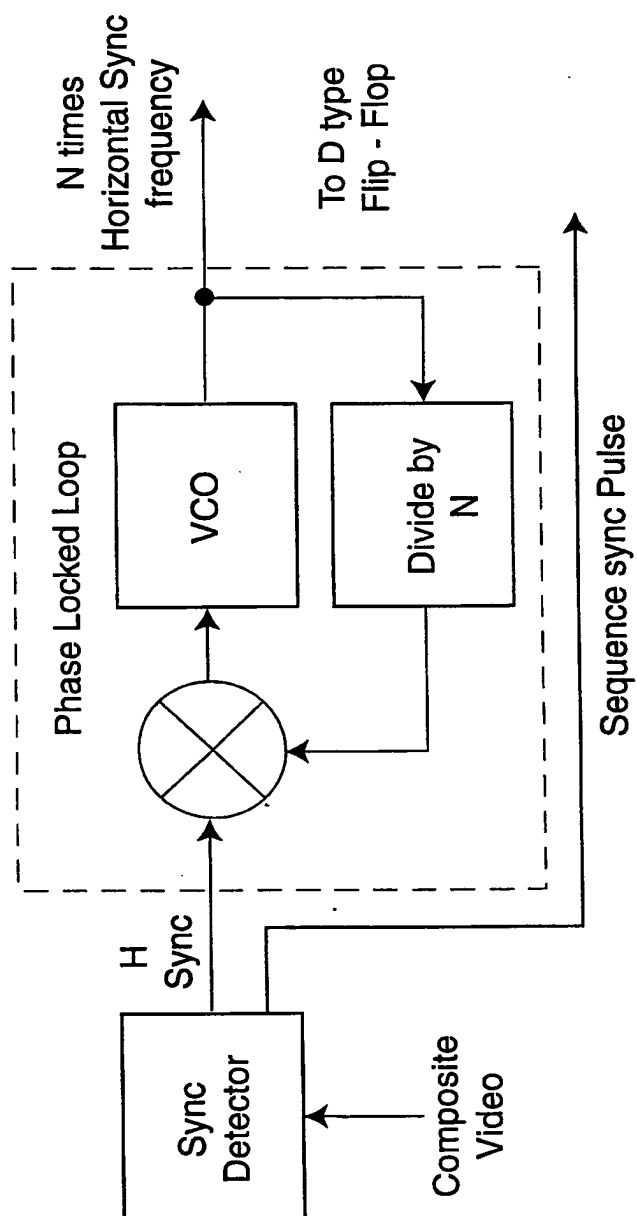 Sync
Detector
Composite
Video
H
Sync
Phase Locked Loop
VCO
Divide by
N
N times
Horizontal Sync
frequency
To D type
Flip - Flop
Sequence sync Pulse